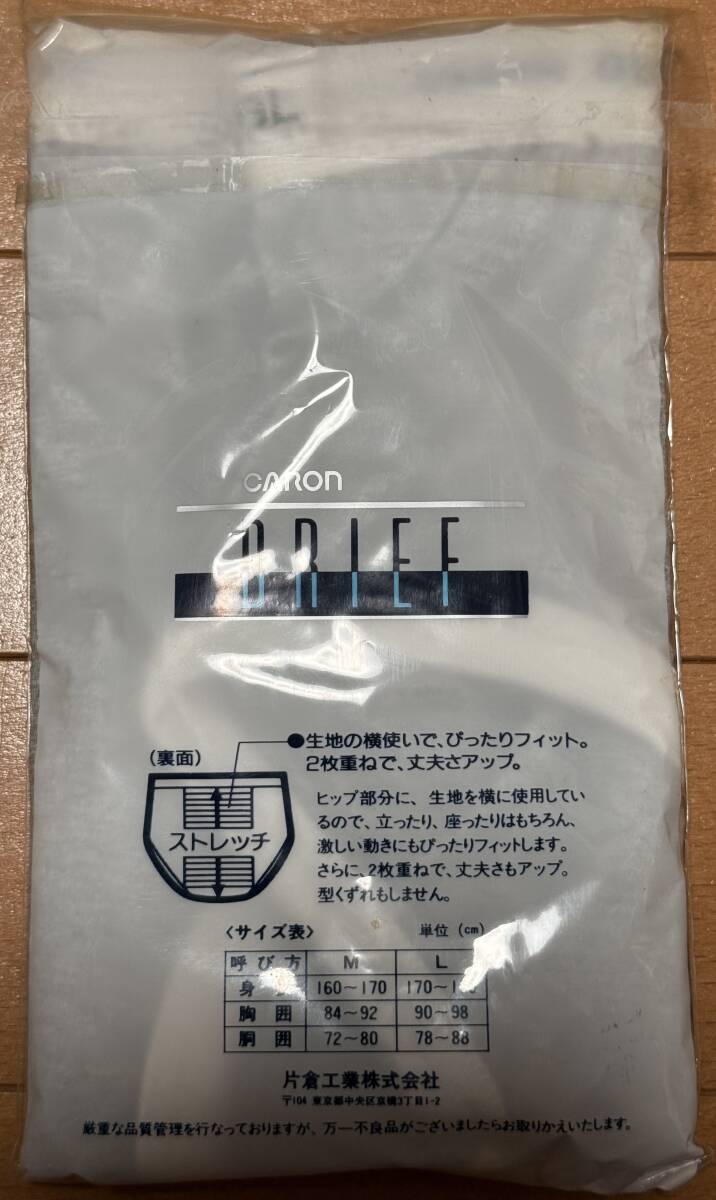 CARON
BRIEF
●生地の横使いで、ぴったりフィット。
2枚重ねで、丈夫さアップ。
(裏面)
ストレッチ
ヒップ部分に、生地を横に使用してい
るので、立ったり、座ったりはもちろん、
激しい動きにもぴったりフィットします。
さらに、2枚重ねで、丈夫さもアップ。
型くずれもしません。
〈サイズ表〉 単位(cm)
呼び方 M L
身 160〜170 170〜
胸囲 84〜92 90〜98
胴囲 72〜80 78〜88
片倉工業株式会社
〒104 東京都中央区京橋3丁目1-2
厳重な品質管理を行なっておりますが、万一不良品がございましたらお取りかえいたします。